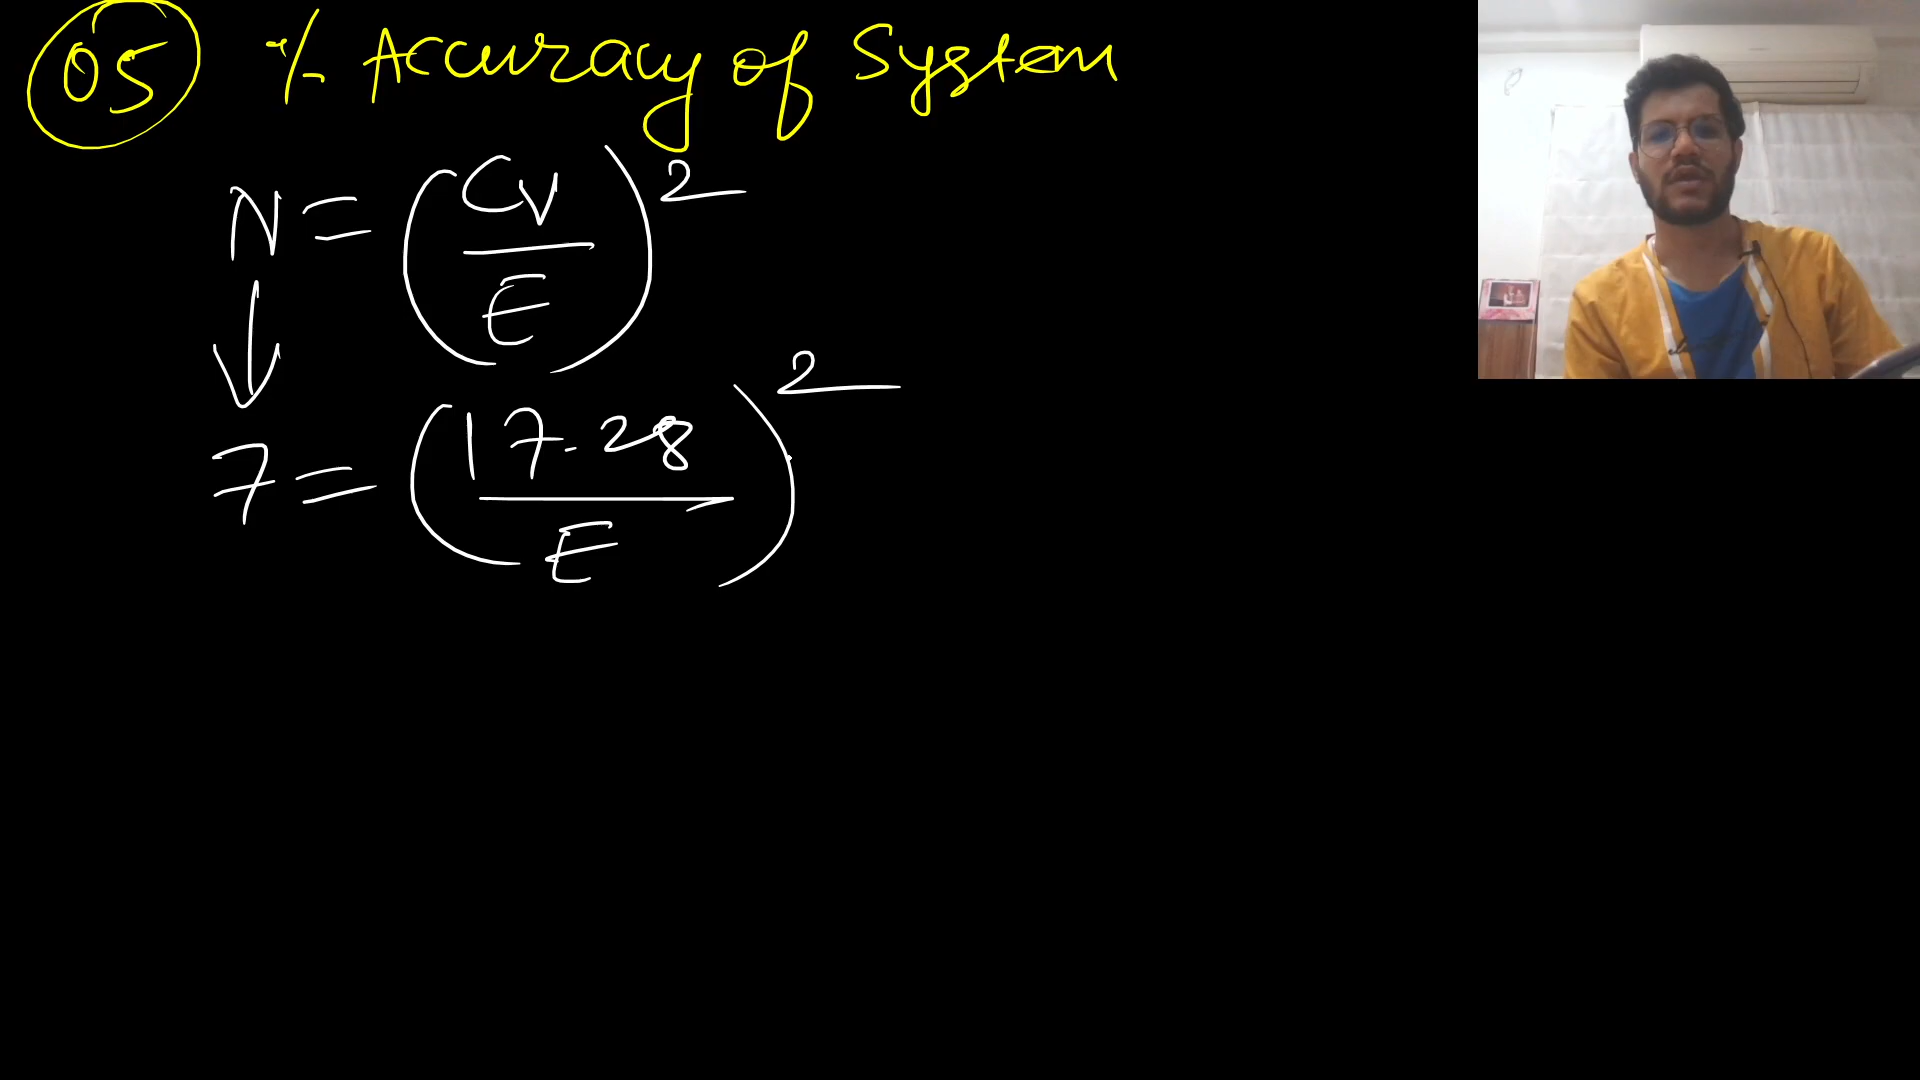 05 % Accuracy of System
N = (Cv/E)²
7 = (17.28/E)²